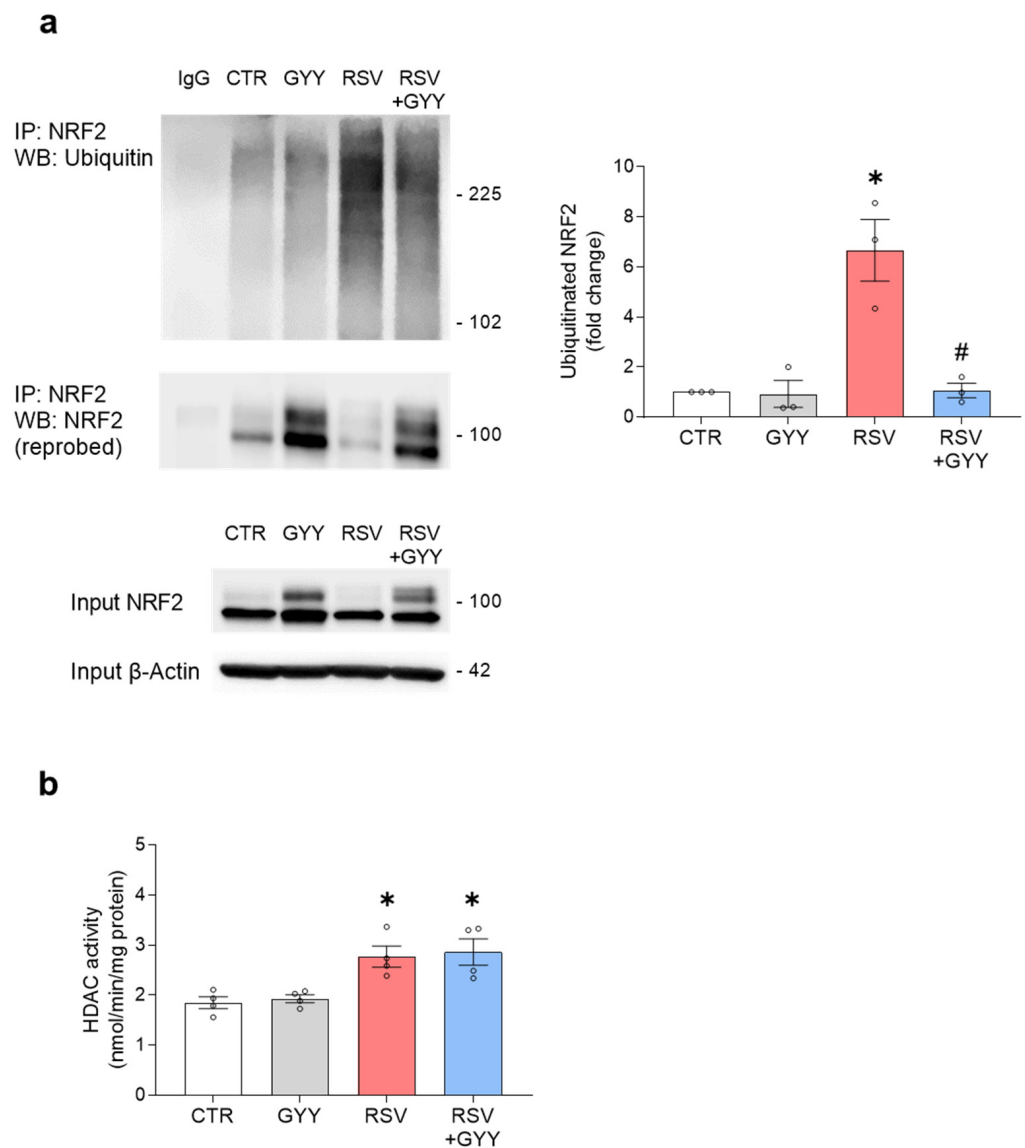 a
IgG CTR GYY RSV RSV
+GYY
IP: NRF2
WB: Ubiquitin
- 225
- 102
IP: NRF2
WB: NRF2
(reprobed)
- 100
CTR GYY RSV RSV
+GYY
Input NRF2
- 100
Input β-Actin
- 42
Ubiquitinated NRF2
(fold change)
10
8
6
4
2
0
*
#
CTR GYY RSV RSV
+GYY
b
HDAC activity
(nmol/min/mg protein)
5
4
3
2
1
0
* *
CTR GYY RSV RSV
+GYY